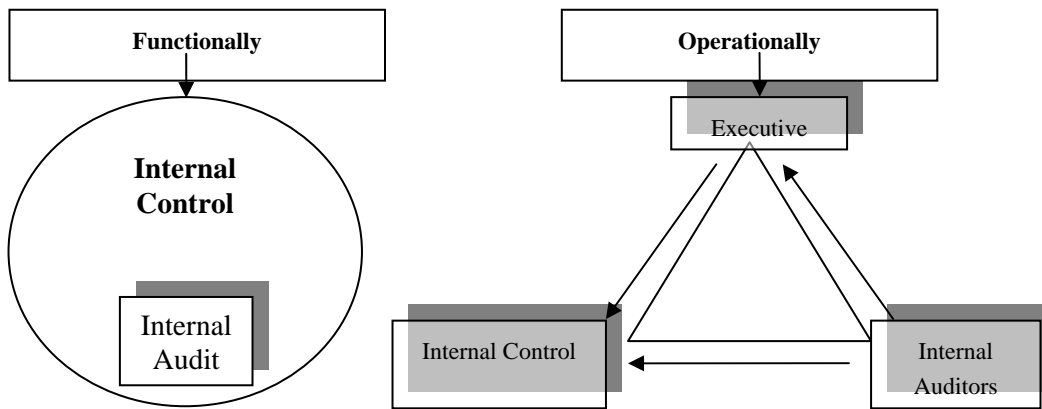 Functionally
Internal
Control
Internal
Audit
Operationally
Executive
Internal Control
Internal
Auditors